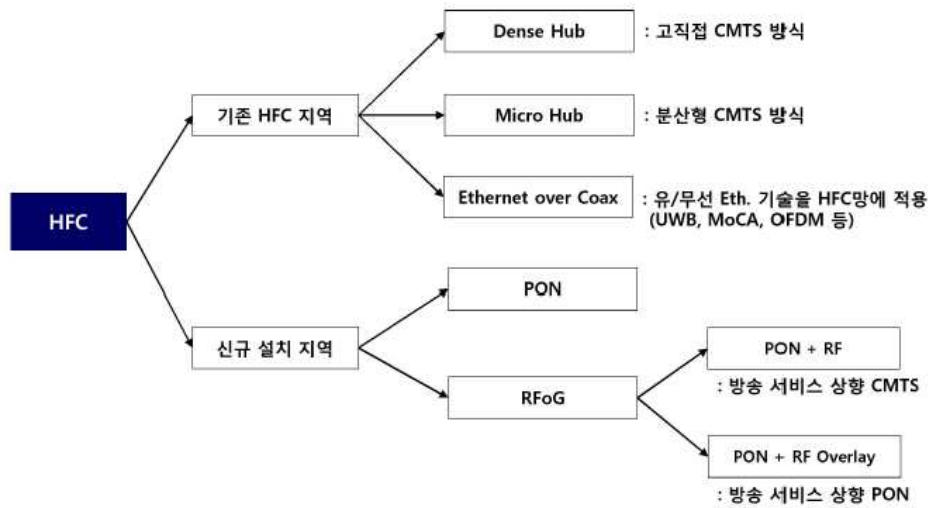 Dense Hub : 고직접 CMTS 방식
기존 HFC 지역
Micro Hub : 분산형 CMTS 방식
Ethernet over Coax : 유/무선 Eth. 기술을 HFC망에 적용
(UWB, MoCA, OFDM 등)
HFC
PON
신규 설치 지역
PON + RF
: 방송 서비스 상향 CMTS
RFoG
PON + RF Overlay
: 방송 서비스 상향 PON